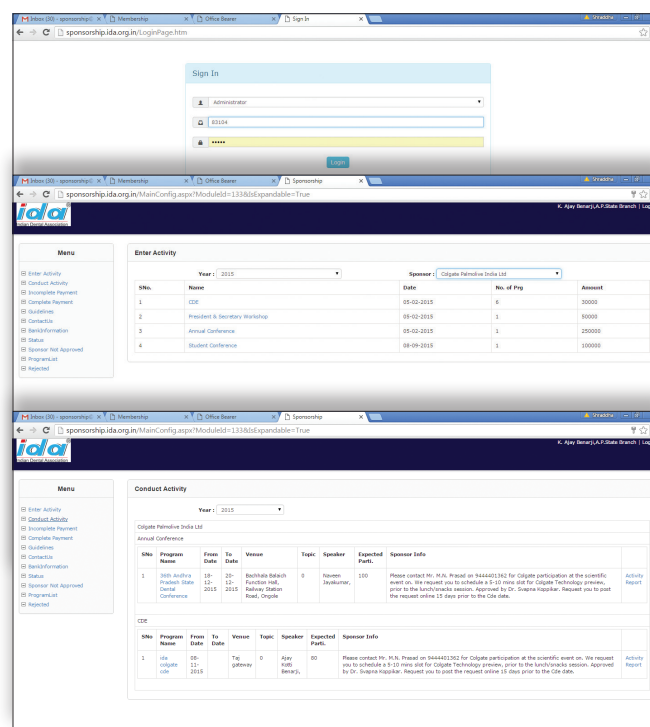 Inbox (30) - sponsorship@ × Membership × Office Bearer × Sign In × Shraddha
sponsorship.ida.org.in/LoginPage.htm
Sign In
Administrator
83104
•••••
Login
Inbox (30) - sponsorship@ × Membership × Office Bearer × Sponsorship × Shraddha
sponsorship.ida.org.in/MainConfig.aspx?ModuleId=133&IsExpandable=True
ida K. Ajay Benarji,A.P.State Branch | Log
Indian Dental Association
Menu Enter Activity
Enter Activity Year : 2015 Sponsor : Colgate Palmolive India Ltd
Conduct Activity
Incomplete Payment
Complete Payment
Guidelines
ContactUs
BankInformation
Status
Sponsor Not Approved
ProgramList
Rejected
SNo. Name Date No. of Prg Amount
1 CDE 05-02-2015 6 30000
2 President & Secretary Workshop 05-02-2015 1 50000
3 Annual Conference 05-02-2015 1 250000
4 Student Conference 08-09-2015 1 100000
Inbox (30) - sponsorship@ × Membership × Office Bearer × Sponsorship × Shraddha
sponsorship.ida.org.in/MainConfig.aspx?ModuleId=133&IsExpandable=True
ida K. Ajay Benarji,A.P.State Branch | Log
Indian Dental Association
Menu Conduct Activity
Enter Activity
Conduct Activity
Incomplete Payment
Complete Payment
Guidelines
ContactUs
BankInformation
Status
Sponsor Not Approved
ProgramList
Rejected
Year : 2015
Colgate Palmolive India Ltd
Annual Conference
SNo Program From To Venue Topic Speaker Expected Sponsor Info
Name Date Date Parti.
1 36th Andhra 18- 20- Bachhala Balaich 0 Naveen 100 Please contact Mr. M.N. Prasad on 9444401362 for Colgate participation at the scientific Activity
Pradesh State 12- 12- Function Hall, Jayakumar, event on. We request you to schedule a 5-10 mins slot for Colgate Technology preview, Report
Dental 2015 2015 Railway Station prior to the lunch/snacks session. Approved by Dr. Svapna Koppikar. Request you to post
Conference Road, Ongole the request online 15 days prior to the Cde date.
CDE
SNo Program From To Venue Topic Speaker Expected Sponsor Info
Name Date Date Parti.
1 ida 08- Taj 0 Ajay 80 Please contact Mr. M.N. Prasad on 9444401362 for Colgate participation at the scientific event on. We request Activity
colgate 11- gateway Kotti you to schedule a 5-10 mins slot for Colgate Technology preview, prior to the lunch/snacks session. Approved Report
cde 2015 Benarji, by Dr. Svapna Koppikar. Request you to post the request online 15 days prior to the Cde date.